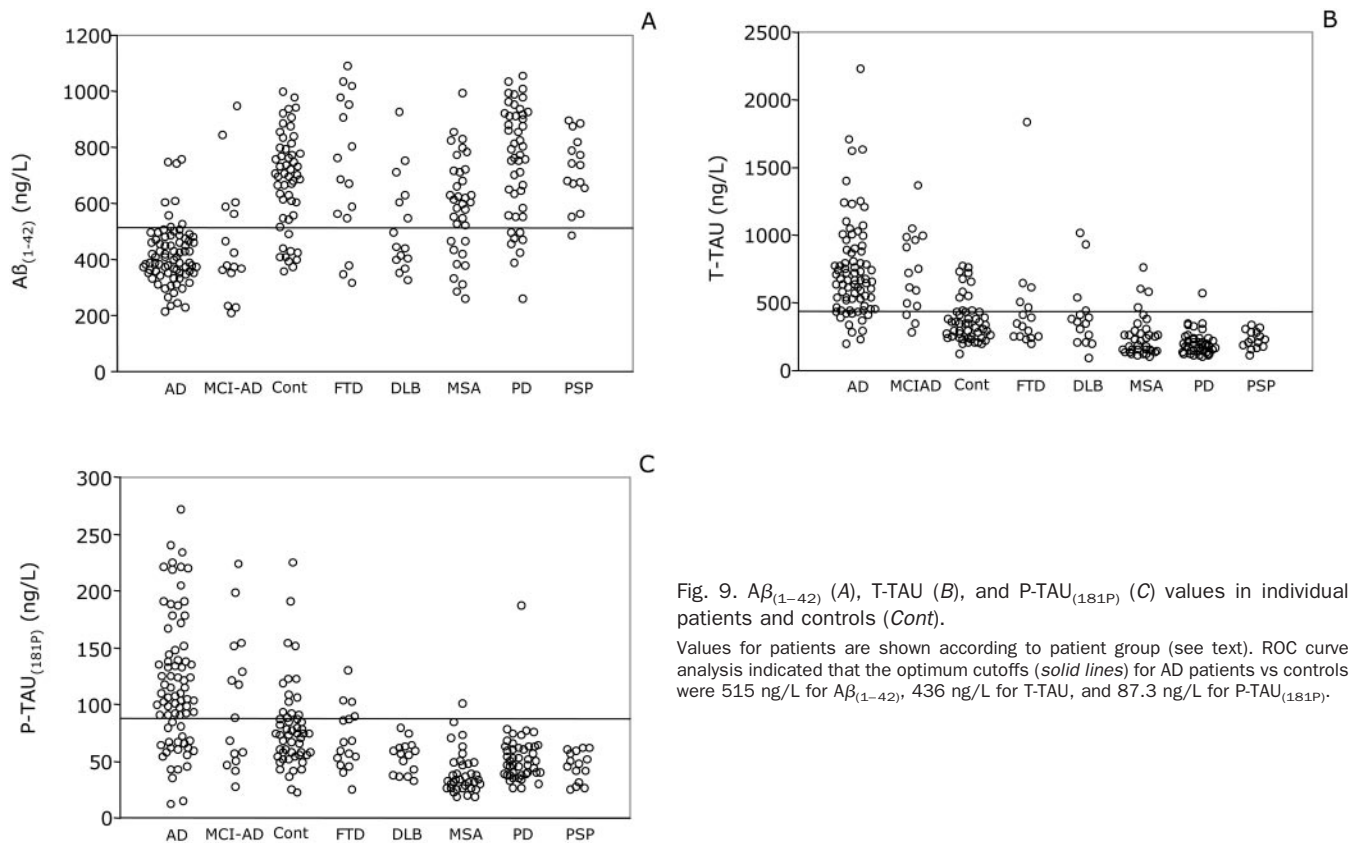 A
1200
1000
800
600
400
200
0
Aβ(1-42) (ng/L)
AD MCI-AD Cont FTD DLB MSA PD PSP
B
2500
2000
1500
1000
500
0
T-TAU (ng/L)
AD MCIAD Cont FTD DLB MSA PD PSP
C
300
250
200
150
100
50
0
P-TAU(181P) (ng/L)
AD MCI-AD Cont FTD DLB MSA PD PSP
Fig. 9. Aβ(1–42) (A), T-TAU (B), and P-TAU(181P) (C) values in individual
patients and controls (Cont).
Values for patients are shown according to patient group (see text). ROC curve
analysis indicated that the optimum cutoffs (solid lines) for AD patients vs controls
were 515 ng/L for Aβ(1–42), 436 ng/L for T-TAU, and 87.3 ng/L for P-TAU(181P).